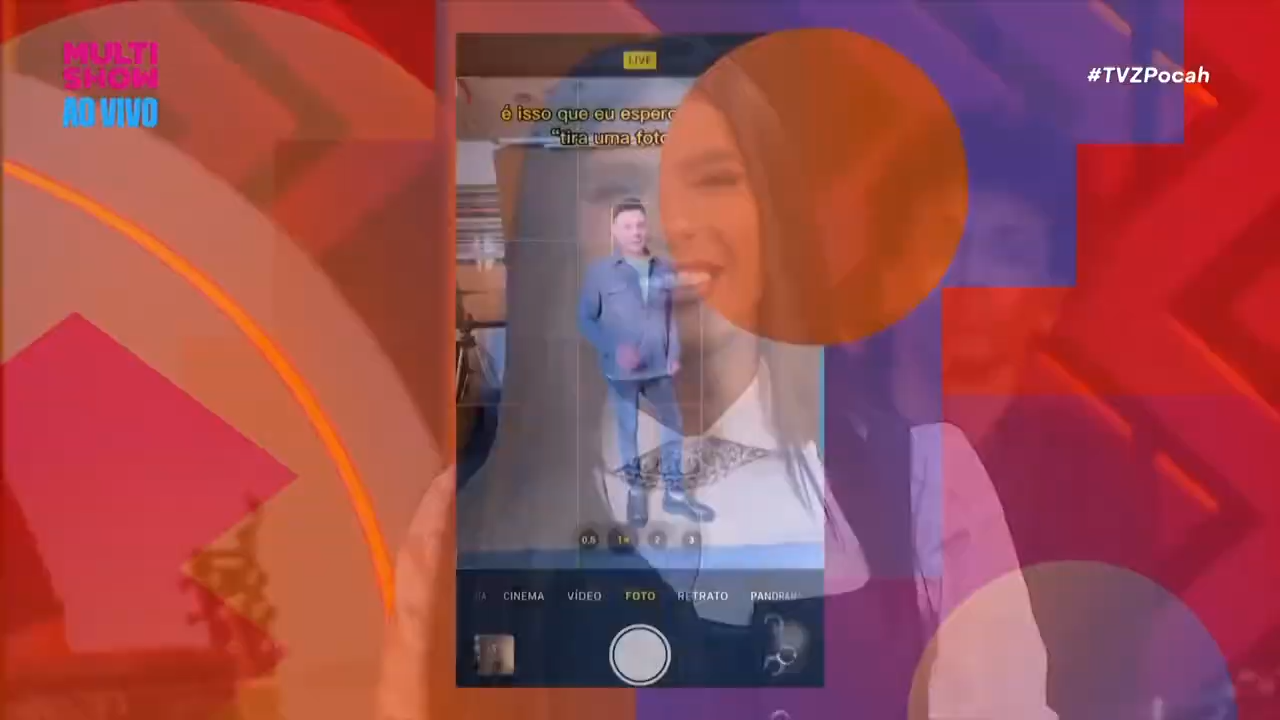 MULTI
SHOW
AO VIVO
#TVZPocah
LIVE
é isso que eu espero
"tira uma foto
0,5
1×
2
3
CINEMA
VÍDEO
FOTO
RETRATO